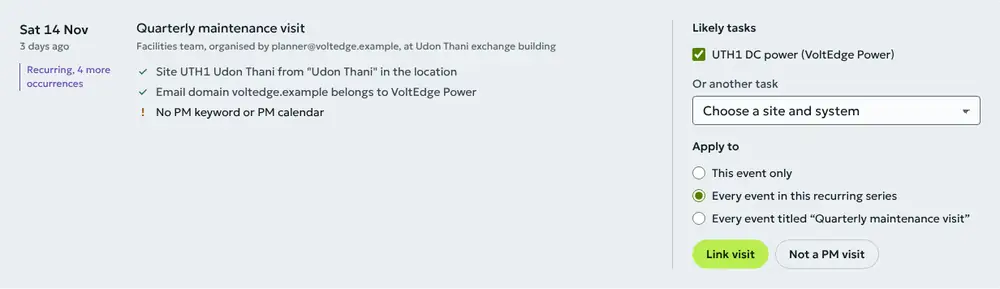 Sat 14 Nov
3 days ago
Recurring, 4 more
occurrences
Quarterly maintenance visit
Facilities team, organised by planner@voltedge.example, at Udon Thani exchange building
Site UTH1 Udon Thani from "Udon Thani" in the location
Email domain voltedge.example belongs to VoltEdge Power
! No PM keyword or PM calendar
Likely tasks
UTH1 DC power (VoltEdge Power)
Or another task
Choose a site and system
Apply to
This event only
Every event in this recurring series
Every event titled “Quarterly maintenance visit”
Link visit
Not a PM visit